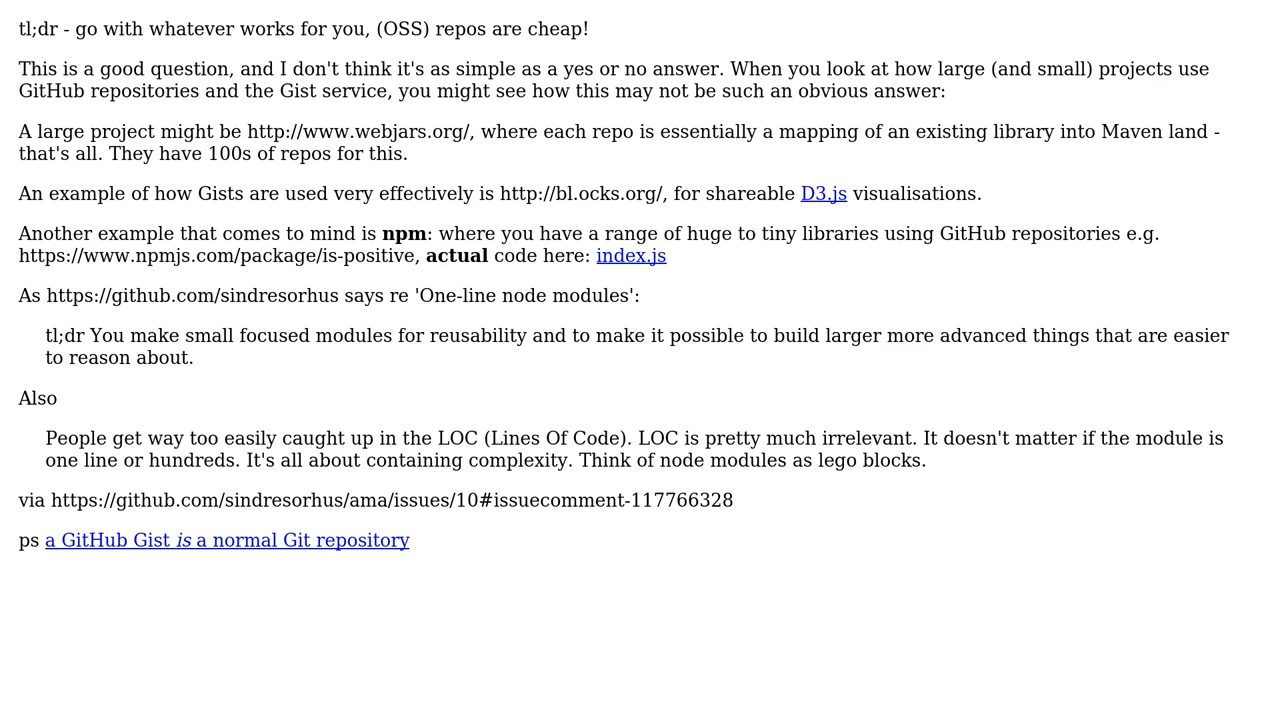 tl;dr - go with whatever works for you, (OSS) repos are cheap!
This is a good question, and I don't think it's as simple as a yes or no answer. When you look at how large (and small) projects use
GitHub repositories and the Gist service, you might see how this may not be such an obvious answer:
A large project might be http://www.webjars.org/, where each repo is essentially a mapping of an existing library into Maven land -
that's all. They have 100s of repos for this.
An example of how Gists are used very effectively is http://bl.ocks.org/, for shareable D3.js visualisations.
Another example that comes to mind is npm: where you have a range of huge to tiny libraries using GitHub repositories e.g.
https://www.npmjs.com/package/is-positive, actual code here: index.js
As https://github.com/sindresorhus says re 'One-line node modules':
tl;dr You make small focused modules for reusability and to make it possible to build larger more advanced things that are easier
to reason about.
Also
People get way too easily caught up in the LOC (Lines Of Code). LOC is pretty much irrelevant. It doesn't matter if the module is
one line or hundreds. It's all about containing complexity. Think of node modules as lego blocks.
via https://github.com/sindresorhus/ama/issues/10#issuecomment-117766328
ps a GitHub Gist is a normal Git repository